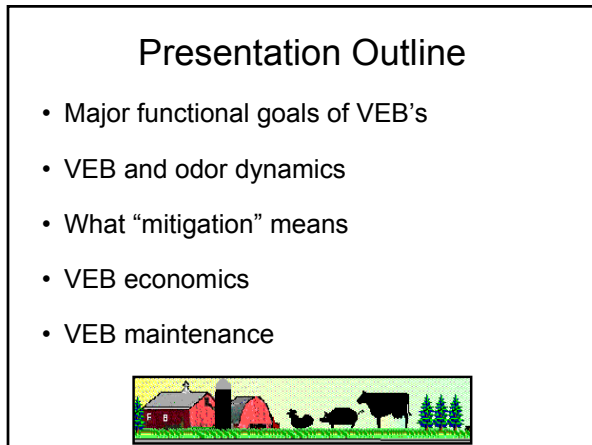 Presentation Outline
• Major functional goals of VEB’s
• VEB and odor dynamics
• What “mitigation” means
• VEB economics
• VEB maintenance
F B